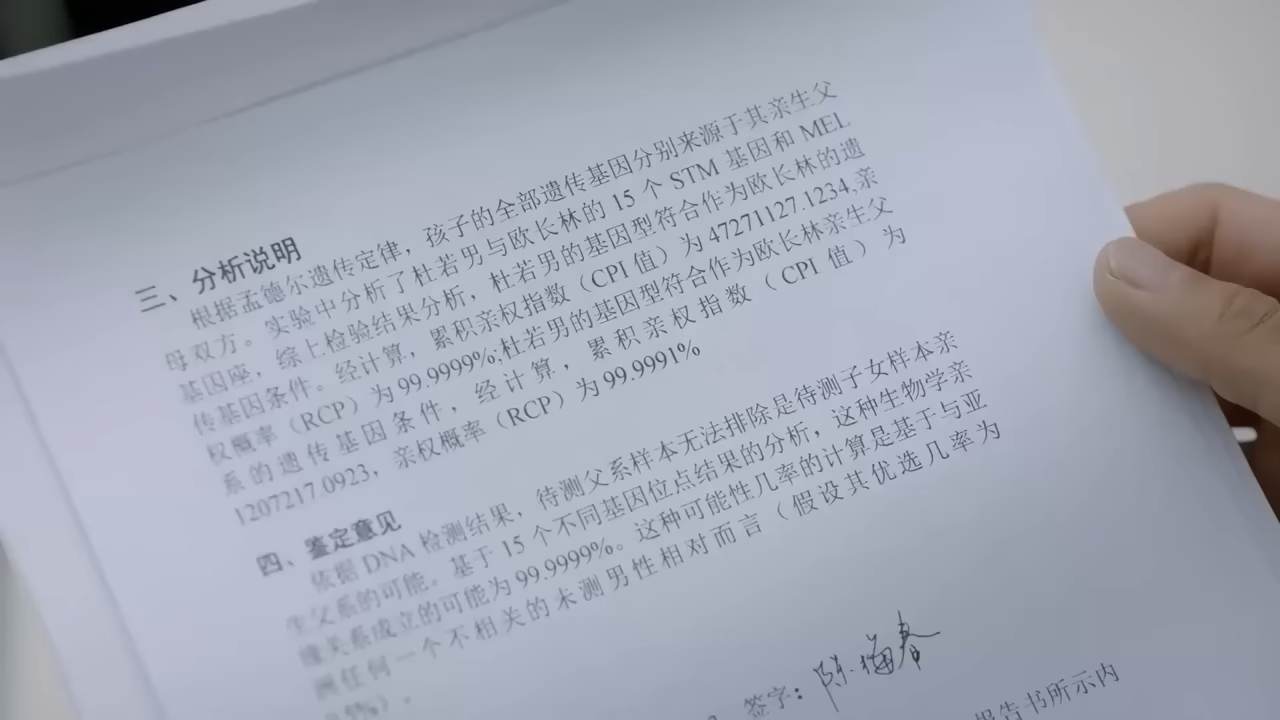 三、分析说明
根据孟德尔遗传定律，孩子的全部遗传基因分别来源于其亲生父
母双方。实验中分析了杜若男与欧长林的 15 个 STM 基因和 MEL
基因座，综上检验结果分析，杜若男的基因型符合作为欧长林的遗
传基因条件。经计算，累积亲权指数（CPI 值）为 47271127.1234,亲
权概率（RCP）为 99.9999%;杜若男的基因型符合作为欧长林亲生父
系的遗传基因条件，经计算，累积亲权指数（CPI 值）为
1207217.0923，亲权概率（RCP）为 99.9991%
四、鉴定意见
依据 DNA 检测结果，待测父系样本无法排除是待测子女样本亲
生父系的可能。基于 15 个不同基因位点结果的分析，这种生物学亲
缘关系成立的可能为 99.9999%。这种可能性几率的计算是基于与亚
洲任何一个不相关的未测男性相对而言（假设其优选几率为
签字：陈梅春
报告书所示内